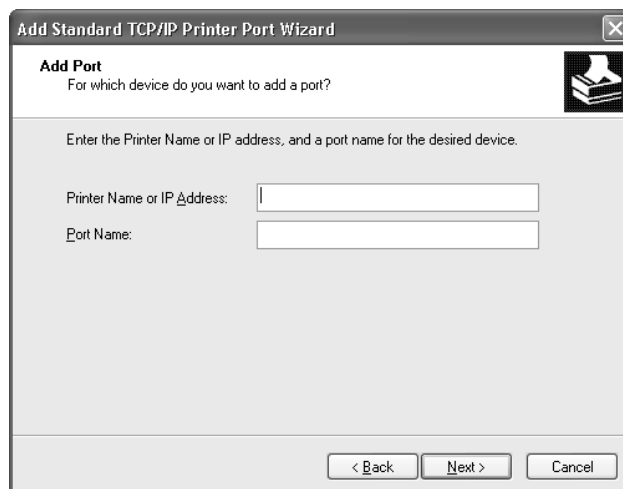 Add Standard TCP/IP Printer Port Wizard
Add Port
For which device do you want to add a port?
Enter the Printer Name or IP address, and a port name for the desired device.
Printer Name or IP Address:
Port Name:
< Back Next > Cancel